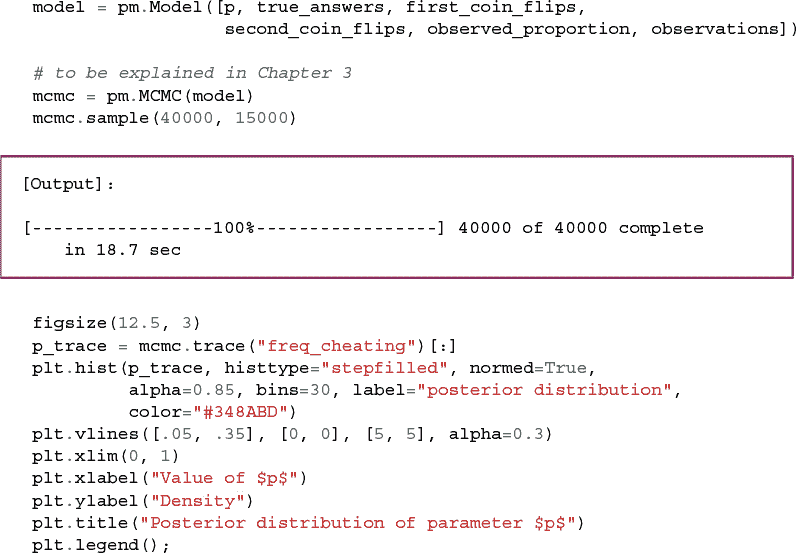 model = pm.Model([p, true_answers, first_coin_flips,
                  second_coin_flips, observed_proportion, observations])
# to be explained in Chapter 3
mcmc = pm.MCMC(model)
mcmc.sample(40000, 15000)
[Output]:
[-----------------100%-----------------] 40000 of 40000 complete
    in 18.7 sec
figsize(12.5, 3)
p_trace = mcmc.trace("freq_cheating")[:]
plt.hist(p_trace, histtype="stepfilled", normed=True,
         alpha=0.85, bins=30, label="posterior distribution",
         color="#348ABD")
plt.vlines([.05, .35], [0, 0], [5, 5], alpha=0.3)
plt.xlim(0, 1)
plt.xlabel("Value of $p$")
plt.ylabel("Density")
plt.title("Posterior distribution of parameter $p$")
plt.legend();